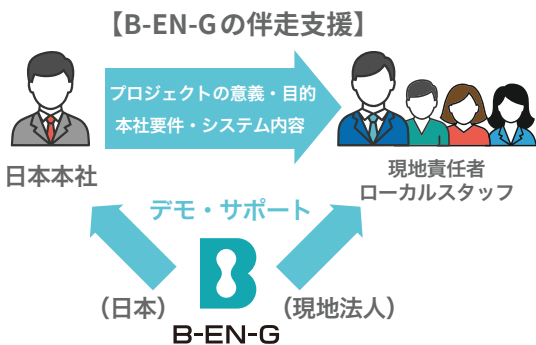 【B-EN-Gの伴走支援】
プロジェクトの意義・目的
本社要件・システム内容
日本本社
現地責任者
ローカルスタッフ
デモ・サポート
（日本）
（現地法人）
B-EN-G